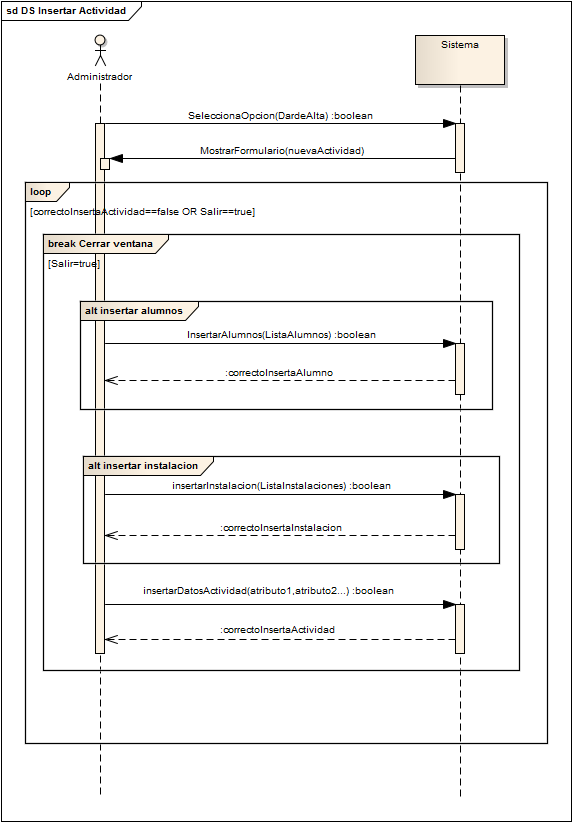 sd DS Insertar Actividad
Administrador
Sistema
SeleccionaOpcion(DardeAlta) :boolean
MostrarFormulario(nuevaActividad)
loop
[correctoInsertaActividad==false OR Salir==true]
break Cerrar ventana
[Salir=true]
alt insertar alumnos
InsertarAlumnos(ListaAlumnos) :boolean
:correctoInsertaAlumno
alt insertar instalacion
insertarInstalacion(ListaInstalaciones) :boolean
:correctoInsertaInstalacion
insertarDatosActividad(atributo1,atributo2...) :boolean
:correctoInsertaActividad